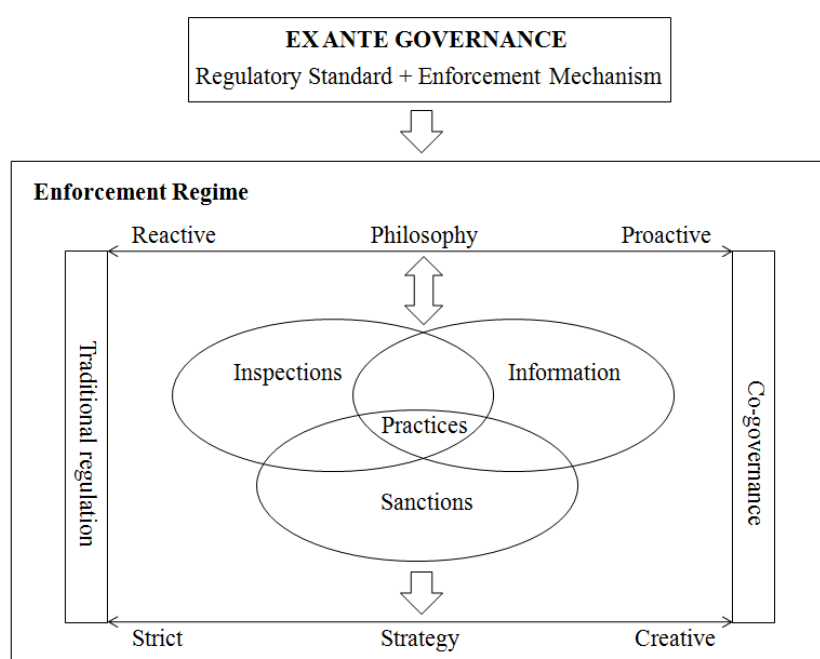 EX ANTE GOVERNANCE
Regulatory Standard + Enforcement Mechanism
Enforcement Regime
Reactive Philosophy Proactive
Traditional regulation
Inspections Information
Practices
Sanctions
Co-governance
Strict Strategy Creative